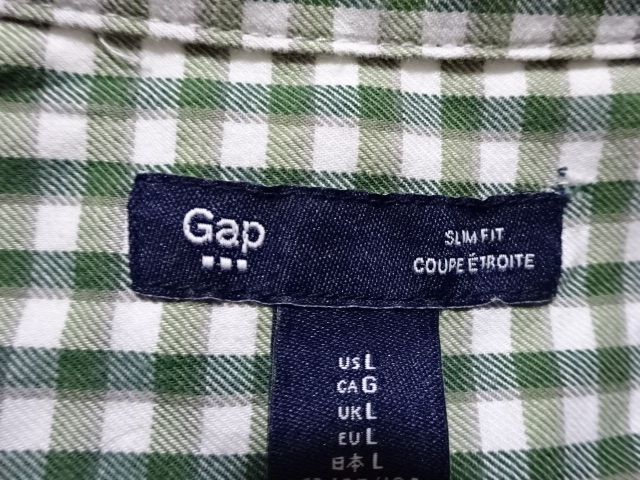 Gap
SLIM FIT
COUPE ÉTROITE
US L
CA G
UK L
EU L
日本 L